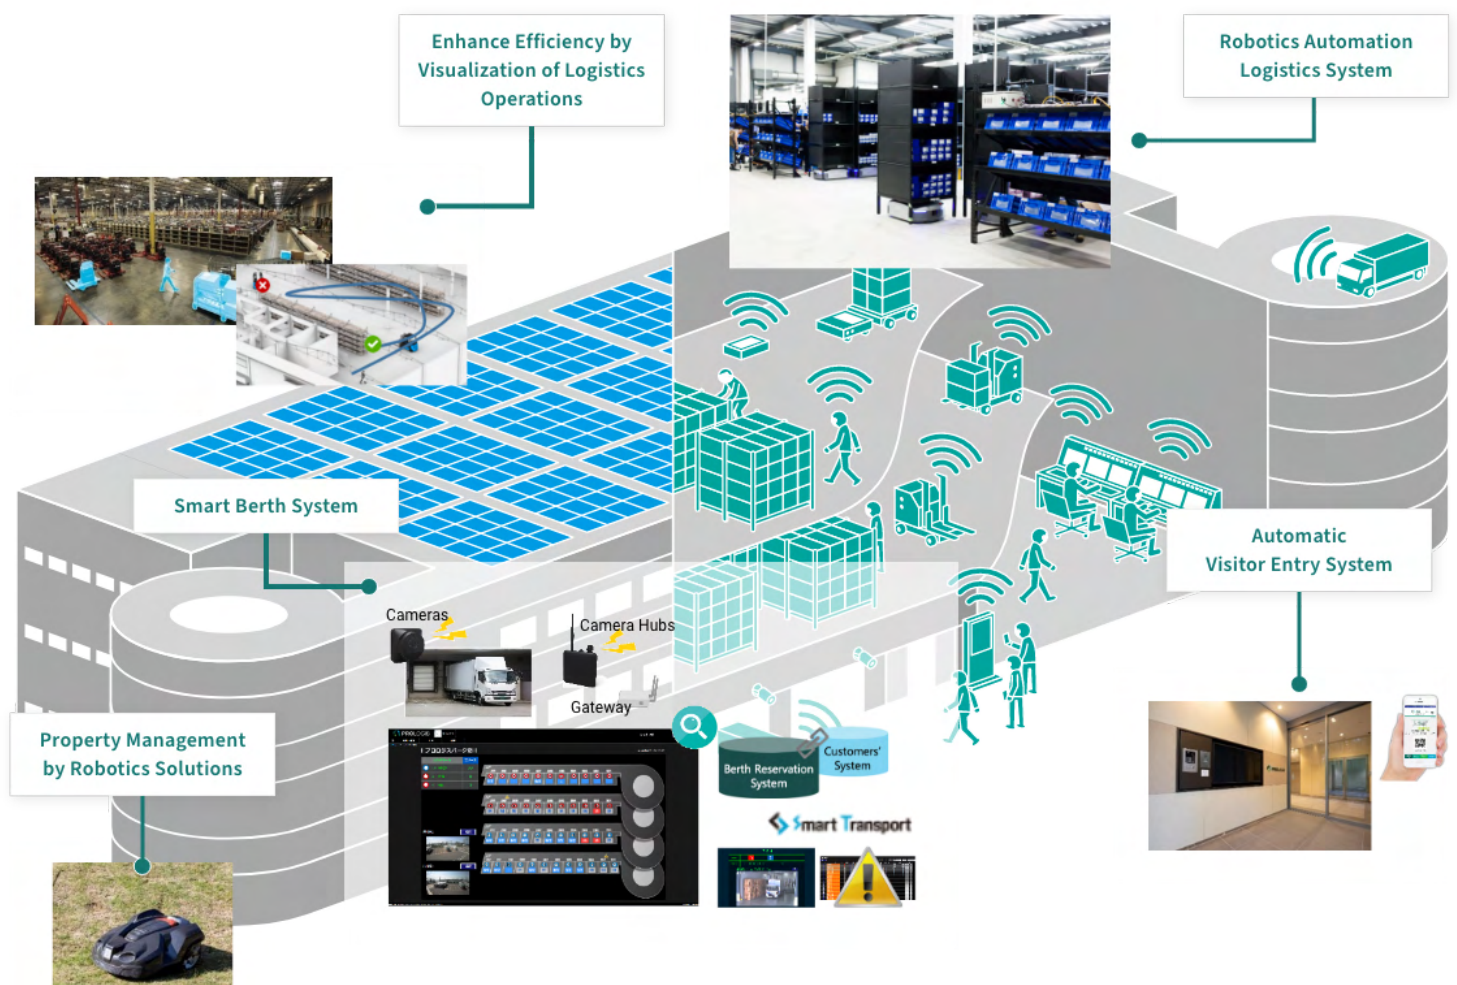 Enhance Efficiency by
Visualization of Logistics
Operations
Robotics Automation
Logistics System
Smart Berth System
Automatic
Visitor Entry System
Cameras
Camera Hubs
Gateway
Property Management
by Robotics Solutions
PROLOGIS
Customers'
System
Berth Reservation
System
Smart Transport